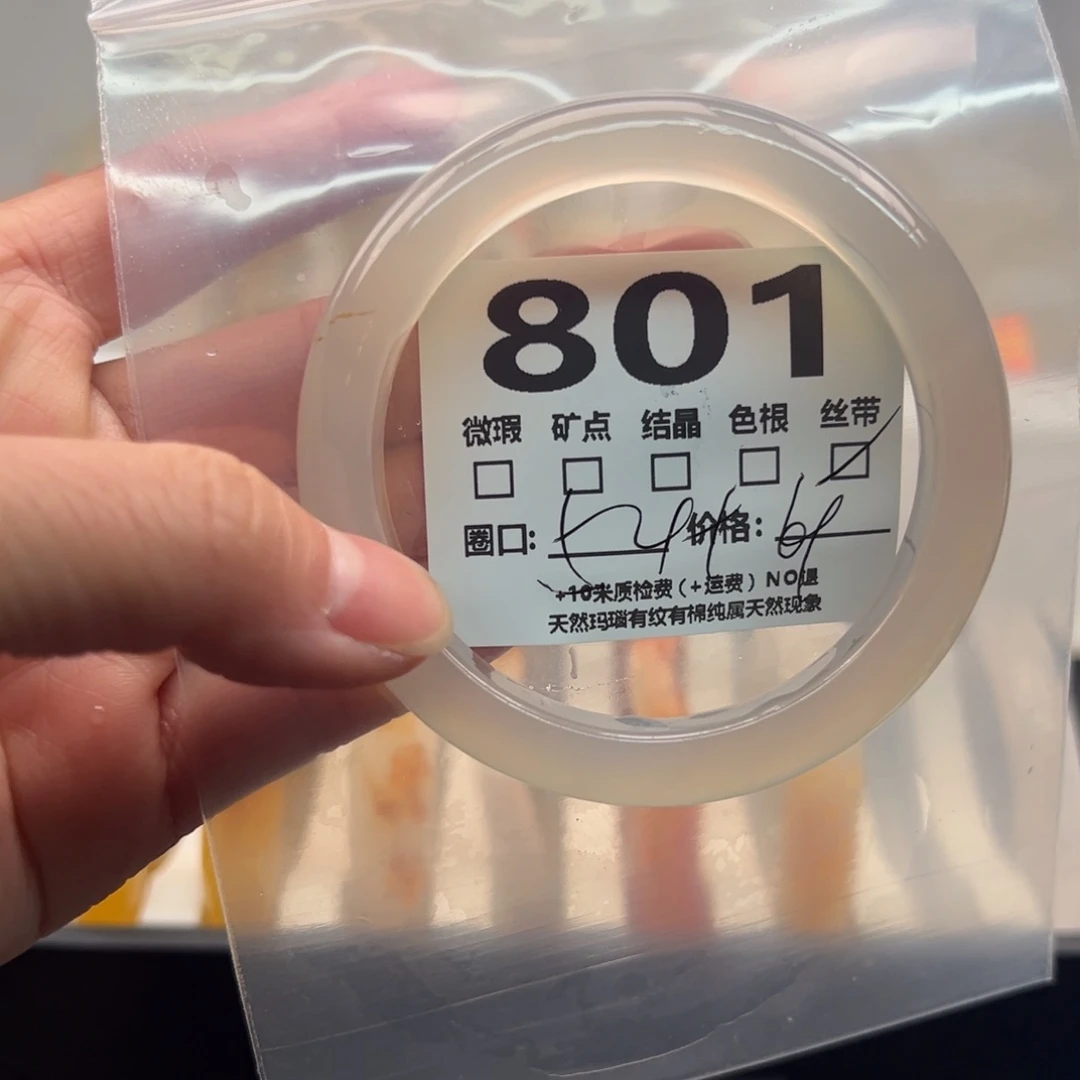 801
微瑕 矿点 结晶 色根 丝带
圈口: 价格:
+10米质检费(+运费) NO退
天然玛瑙有纹有棉纯属天然现象